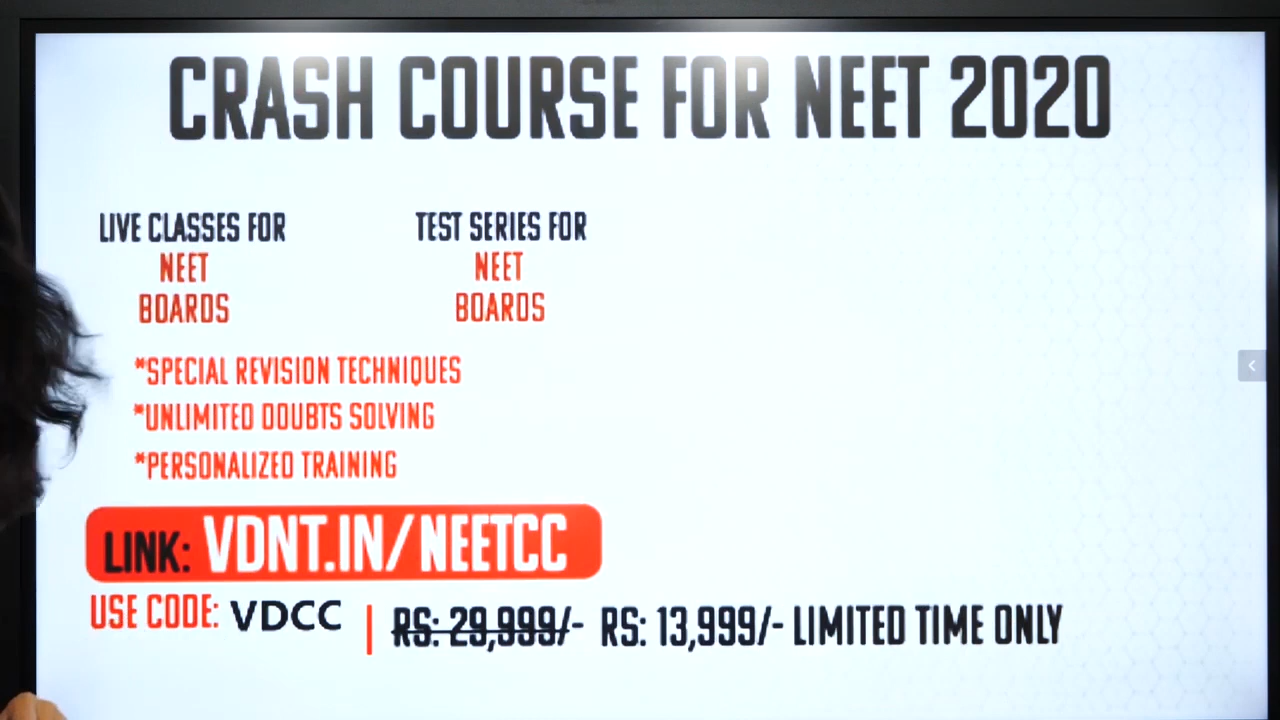 CRASH COURSE FOR NEET 2020
LIVE CLASSES FOR
NEET
BOARDS
TEST SERIES FOR
NEET
BOARDS
*SPECIAL REVISION TECHNIQUES
*UNLIMITED DOUBTS SOLVING
*PERSONALIZED TRAINING
LINK: VDNT.IN/NEETCC
USE CODE: VDCC | RS: 29,999/- RS: 13,999/- LIMITED TIME ONLY